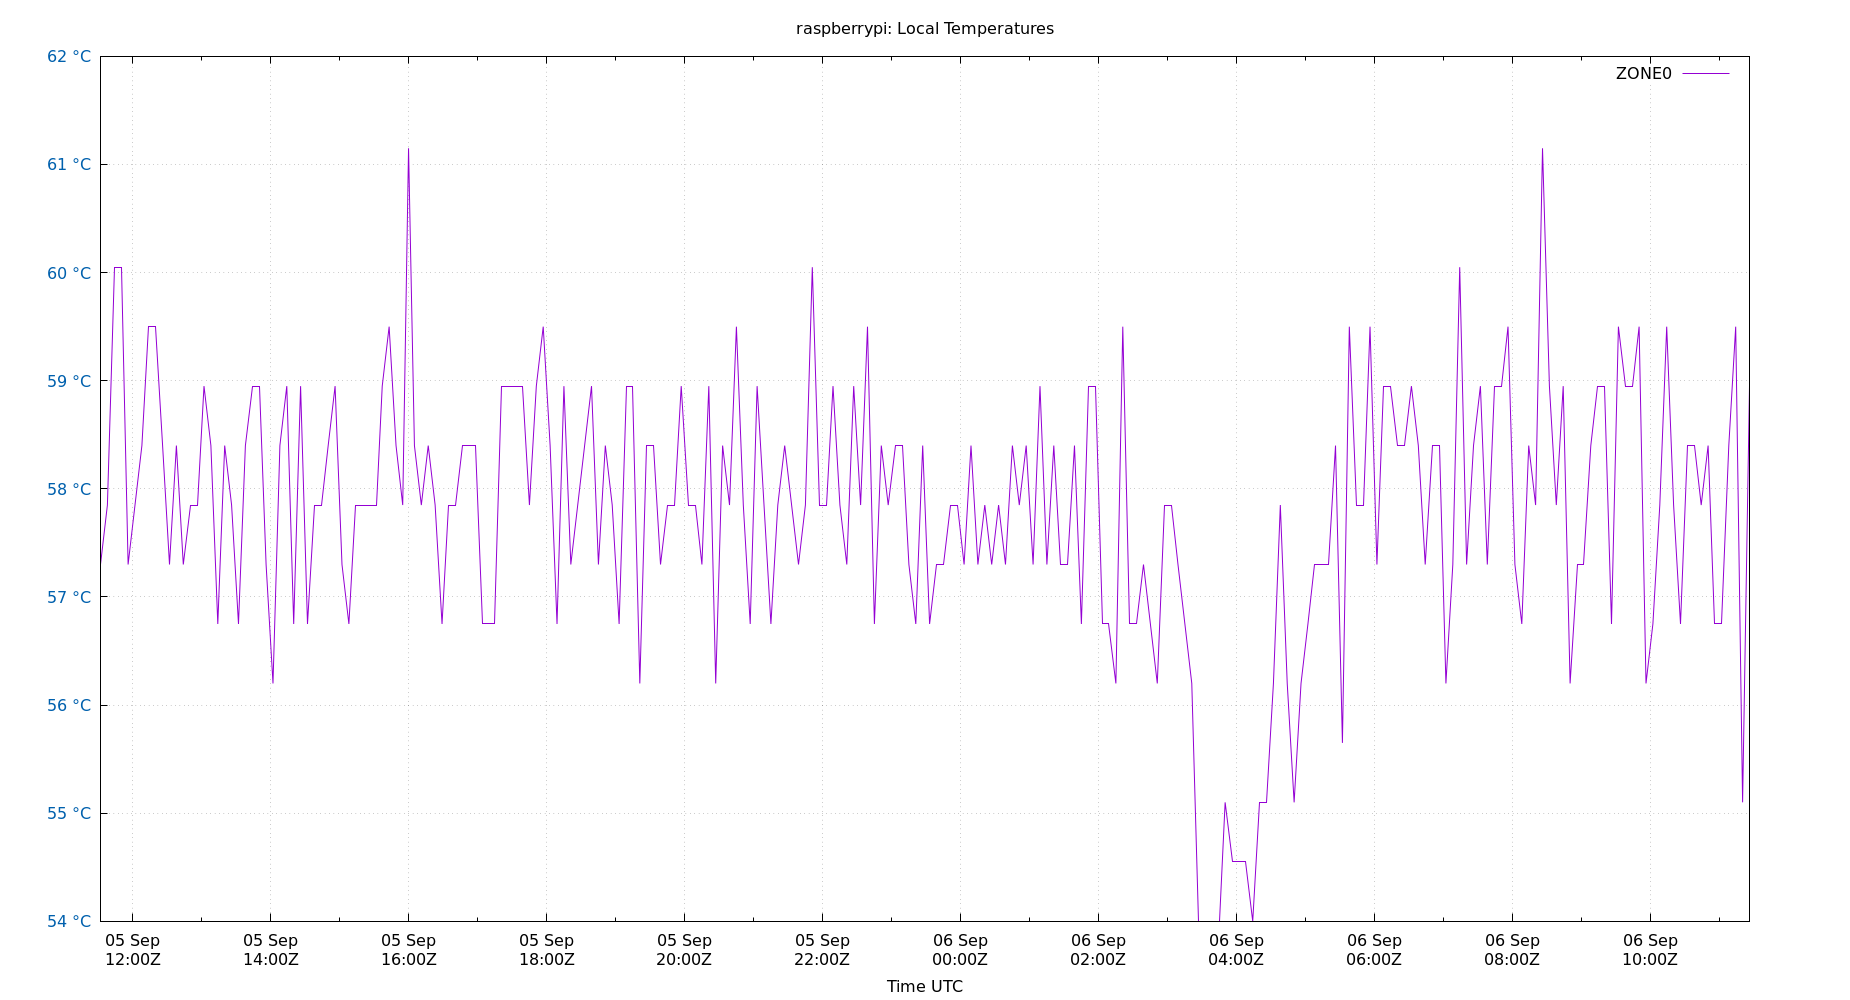 raspberrypi: Local Temperatures
62 °C
ZONE0
61 °C
60 °C
59 °C
58 °C
57 °C
56 °C
55 °C
54 °C
05 Sep 05 Sep 05 Sep 05 Sep 05 Sep 05 Sep 06 Sep 06 Sep 06 Sep 06 Sep 06 Sep 06 Sep
12:00Z 14:00Z 16:00Z 18:00Z 20:00Z 22:00Z 00:00Z 02:00Z 04:00Z 06:00Z 08:00Z 10:00Z
Time UTC